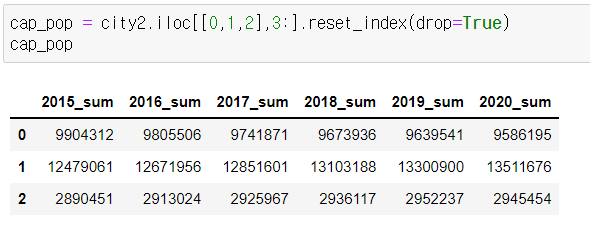 cap_pop = city2.iloc[[0,1,2],3:].reset_index(drop=True)
cap_pop
2015_sum 2016_sum 2017_sum 2018_sum 2019_sum 2020_sum
0 9904312 9805506 9741871 9673936 9639541 9586195
1 12479061 12671956 12851601 13103188 13300900 13511676
2 2890451 2913024 2925967 2936117 2952237 2945454